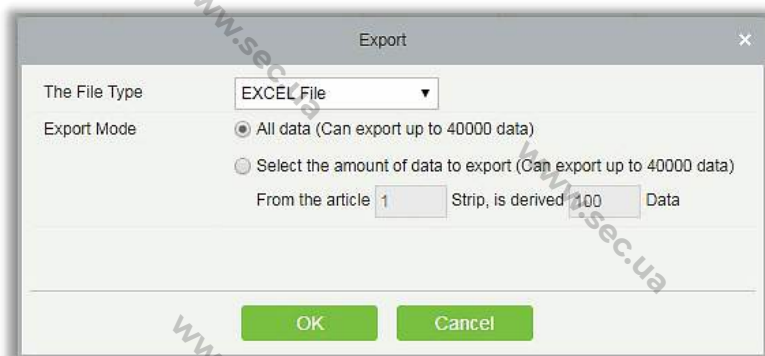 Export ×
The File Type EXCEL File ▼
Export Mode All data (Can export up to 40000 data)
Select the amount of data to export (Can export up to 40000 data)
From the article 1 Strip, is derived 100 Data
OK Cancel
www.sec.ua
www.sec.ua
www.